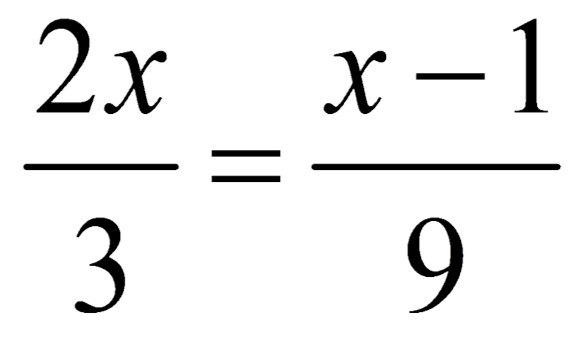 2x/3 = x − 1/9